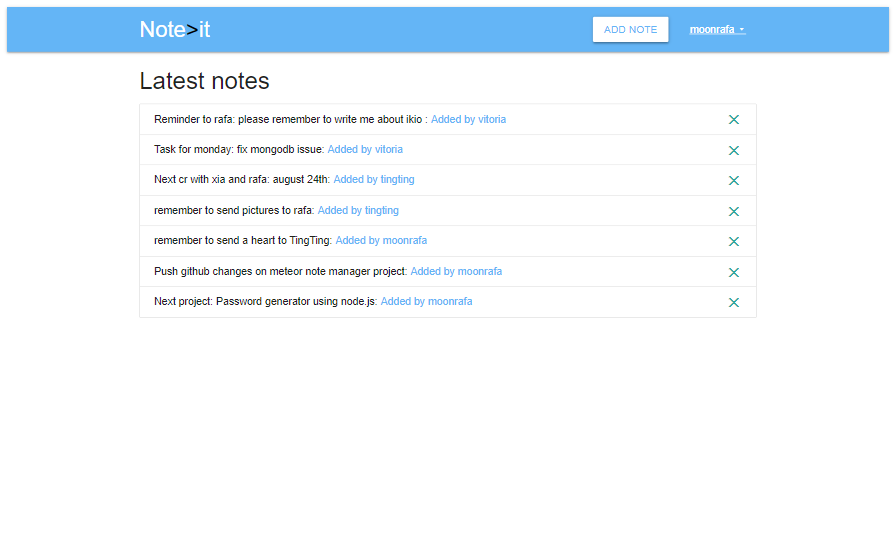 Note>it
ADD NOTE
moonrafa
Latest notes
Reminder to rafa: please remember to write me about ikio : Added by vitoria
Task for monday: fix mongodb issue: Added by vitoria
Next cr with xia and rafa: august 24th: Added by tingting
remember to send pictures to rafa: Added by tingting
remember to send a heart to TingTing: Added by moonrafa
Push github changes on meteor note manager project: Added by moonrafa
Next project: Password generator using node.js: Added by moonrafa